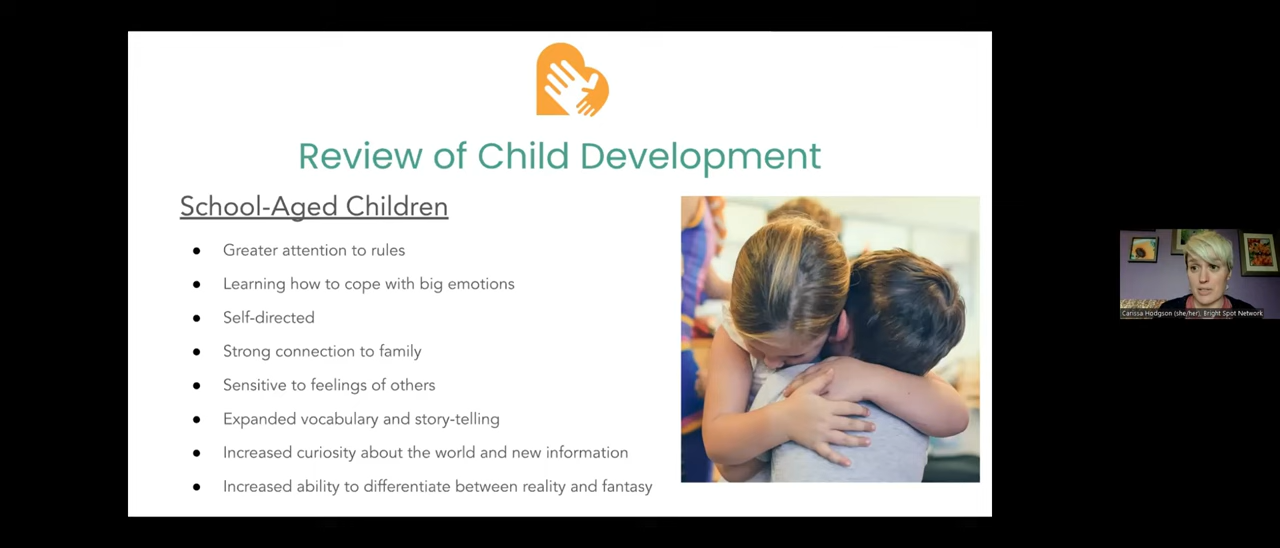 Review of Child Development
School-Aged Children
● Greater attention to rules
● Learning how to cope with big emotions
● Self-directed
● Strong connection to family
● Sensitive to feelings of others
● Expanded vocabulary and story-telling
● Increased curiosity about the world and new information
● Increased ability to differentiate between reality and fantasy
Carissa Hodgson (she/her), Bright Spot Network